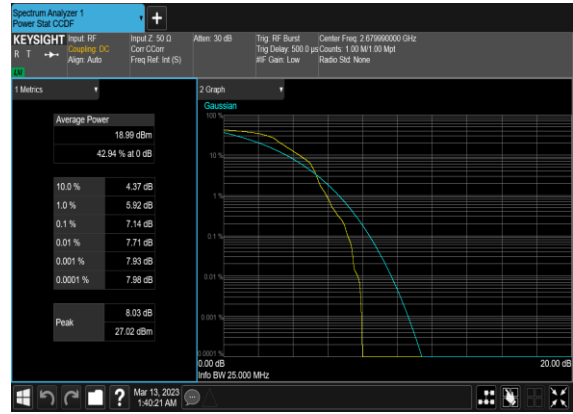 Spectrum Analyzer 1
Power Stat CCDF
+
KEYSIGHT
R T
LXI
Input: RF
Coupling: DC
Align: Auto
Input Z: 50 Ω
Corr CCorr
Freq Ref: Int (S)
Atten: 30 dB
Trig: RF Burst
Trig Delay: 500.0 µs
#IF Gain: Low
Center Freq: 2.679990000 GHz
Counts: 1.00 M/1.00 Mpt
Radio Std: None
1 Metrics
Average Power
18.99 dBm
42.94 % at 0 dB
10.0 % 4.37 dB
1.0 % 5.92 dB
0.1 % 7.14 dB
0.01 % 7.71 dB
0.001 % 7.93 dB
0.0001 % 7.98 dB
Peak
8.03 dB
27.02 dBm
2 Graph
Gaussian
100 %
10 %
1 %
0.1 %
0.01 %
0.001 %
0.0001 %
0.00 dB 20.00 dB
Info BW 25.000 MHz
?
Mar 13, 2023
1:40:21 AM